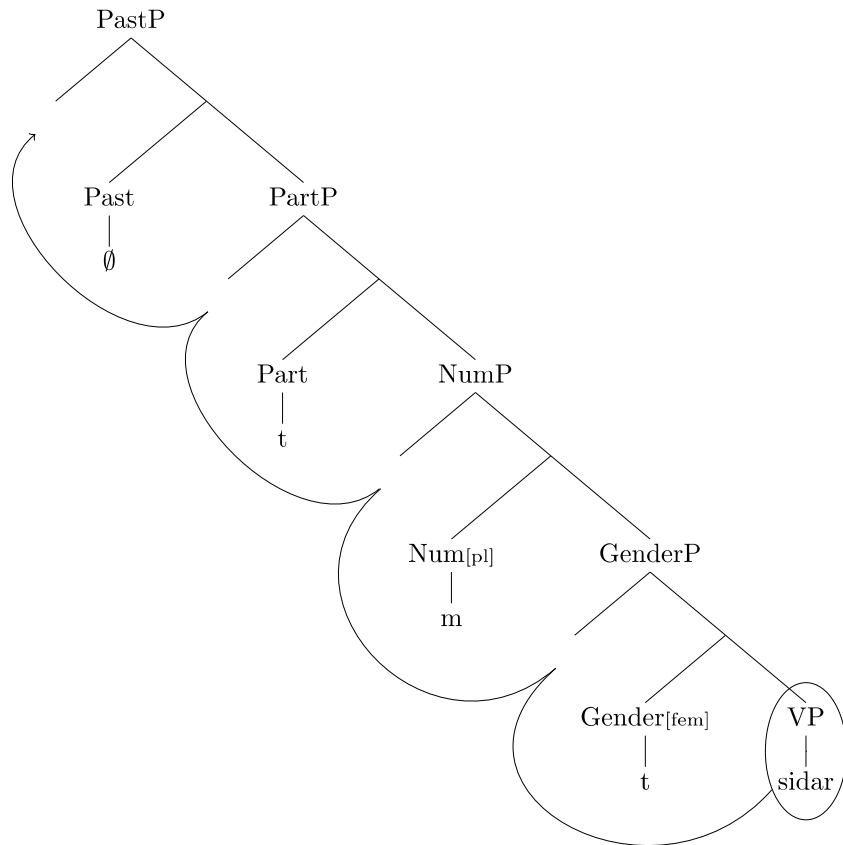 PastP
Past PartP
∅
Part NumP
t
Num[pl] GenderP
m
Gender[fem] VP
t sidar